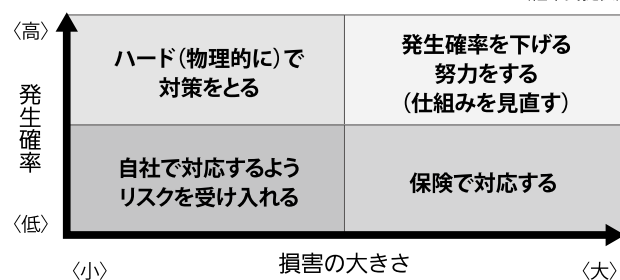 〈高〉
発生確率
〈低〉
ハード（物理的に）で
対策をとる
発生確率を下げる
努力をする
（仕組みを見直す）
自社で対応するよう
リスクを受け入れる
保険で対応する
〈小〉
損害の大きさ
〈大〉